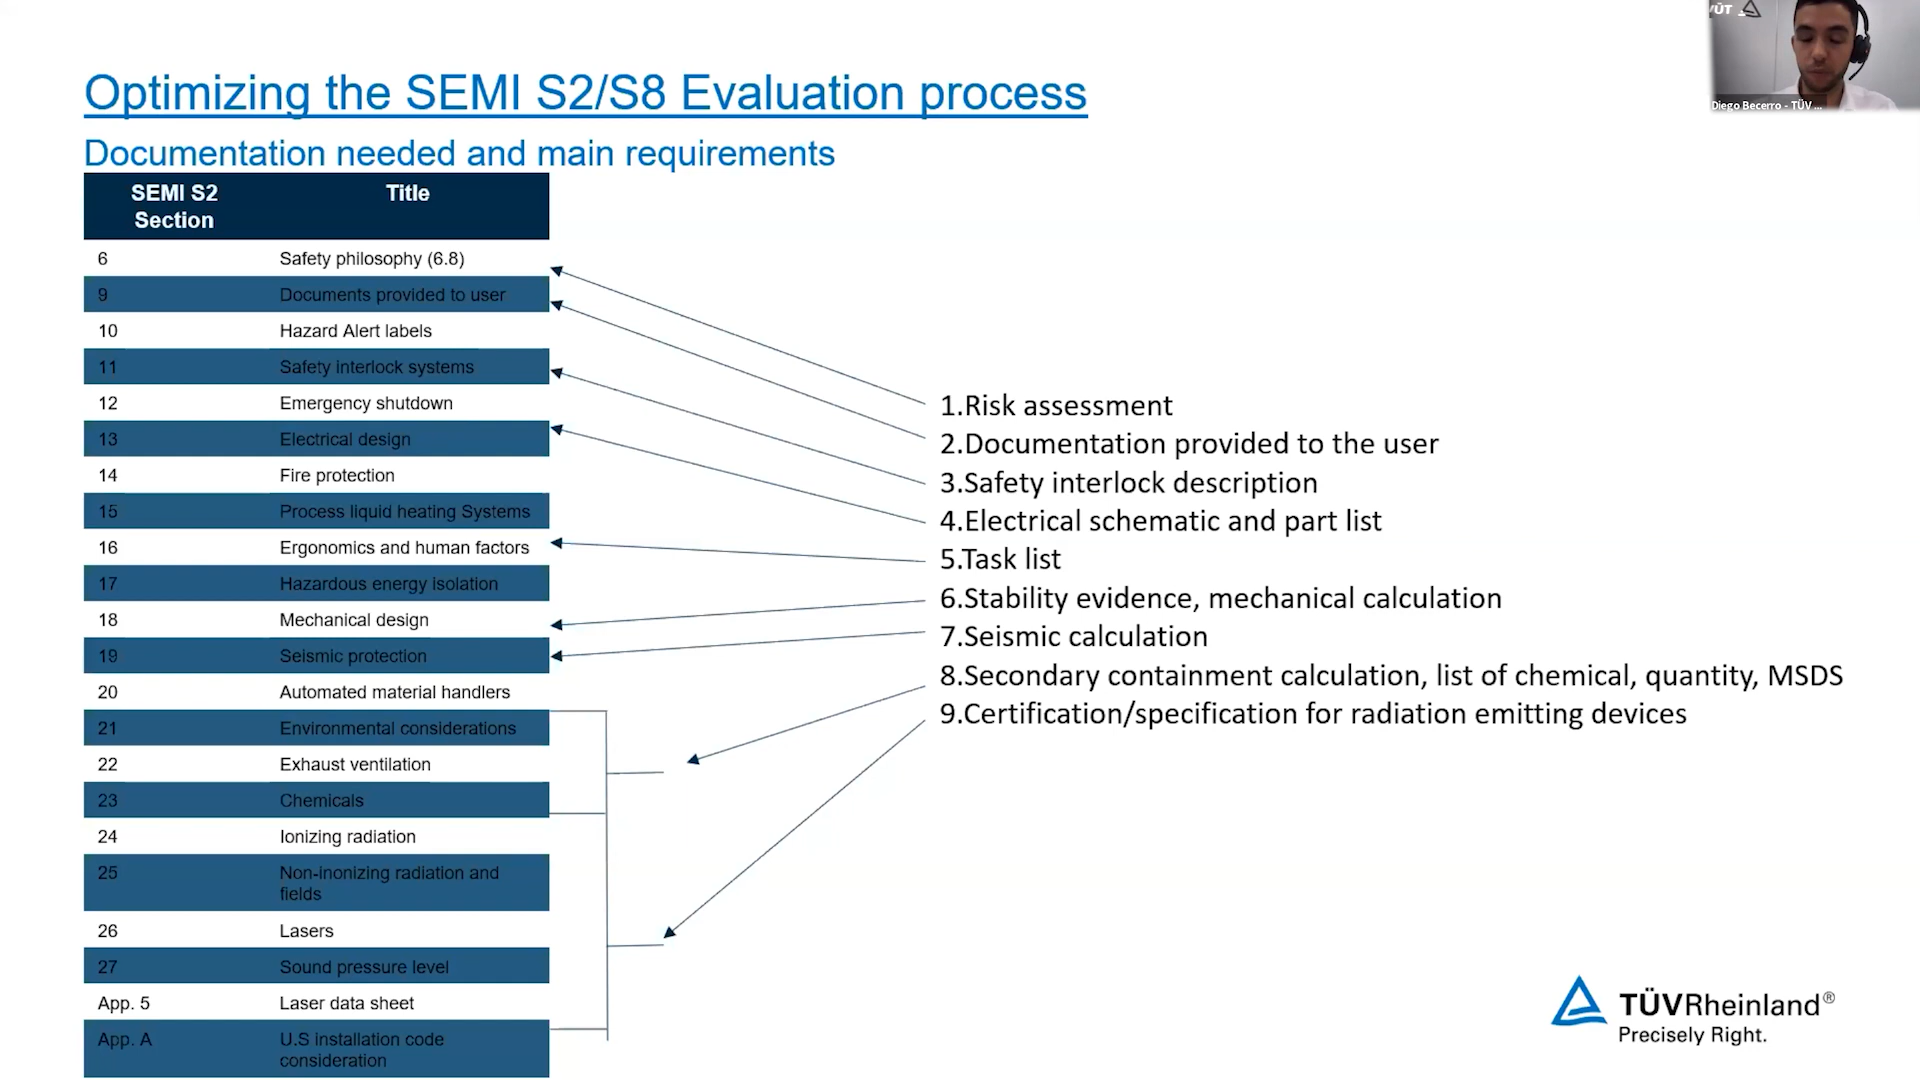 Optimizing the SEMI S2/S8 Evaluation process
Documentation needed and main requirements
SEMI S2 Title
Section
6 Safety philosophy (6.8)
9 Documents provided to user
10 Hazard Alert labels
11 Safety interlock systems
12 Emergency shutdown
13 Electrical design
14 Fire protection
15 Process liquid heating Systems
16 Ergonomics and human factors
17 Hazardous energy isolation
18 Mechanical design
19 Seismic protection
20 Automated material handlers
21 Environmental considerations
22 Exhaust ventilation
23 Chemicals
24 Ionizing radiation
25 Non-inonizing radiation and
fields
26 Lasers
27 Sound pressure level
App. 5 Laser data sheet
App. A U.S installation code
consideration
1.Risk assessment
2.Documentation provided to the user
3.Safety interlock description
4.Electrical schematic and part list
5.Task list
6.Stability evidence, mechanical calculation
7.Seismic calculation
8.Secondary containment calculation, list of chemical, quantity, MSDS
9.Certification/specification for radiation emitting devices
Diego Becerro - TÜV ...
TÜVRheinland®
Precisely Right.